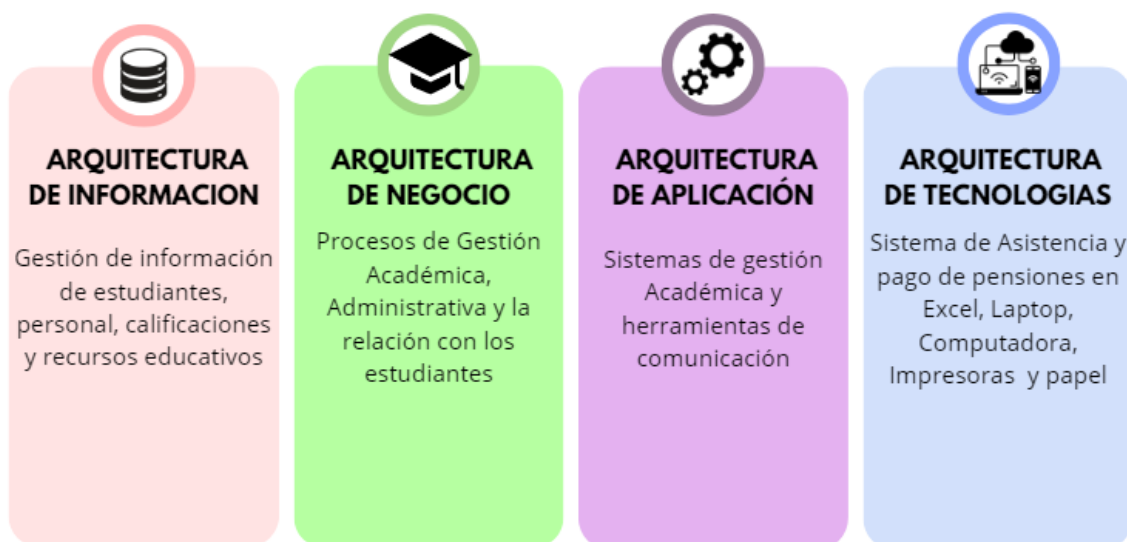 ARQUITECTURA
DE INFORMACION
Gestión de información
de estudiantes,
personal, calificaciones
y recursos educativos
ARQUITECTURA
DE NEGOCIO
Procesos de Gestión
Académica,
Administrativa y la
relación con los
estudiantes
ARQUITECTURA
DE APLICACIÓN
Sistemas de gestión
Académica y
herramientas de
comunicación
ARQUITECTURA
DE TECNOLOGIAS
Sistema de Asistencia y
pago de pensiones en
Excel, Laptop,
Computadora,
Impresoras y papel